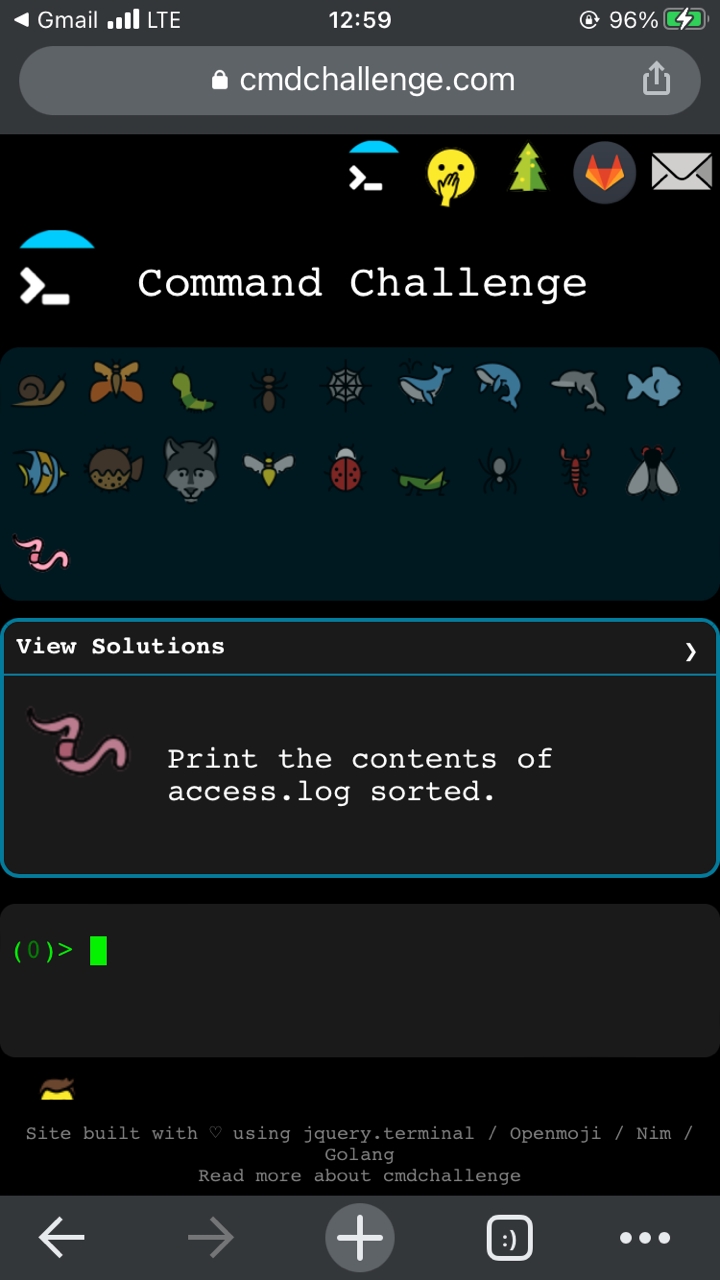 Gmail LTE 12:59 96%
cmdchallenge.com
Command Challenge
View Solutions
Print the contents of
access.log sorted.
(0)>
Site built with ♡ using jquery.terminal / Openmoji / Nim /
Golang
Read more about cmdchallenge
:)